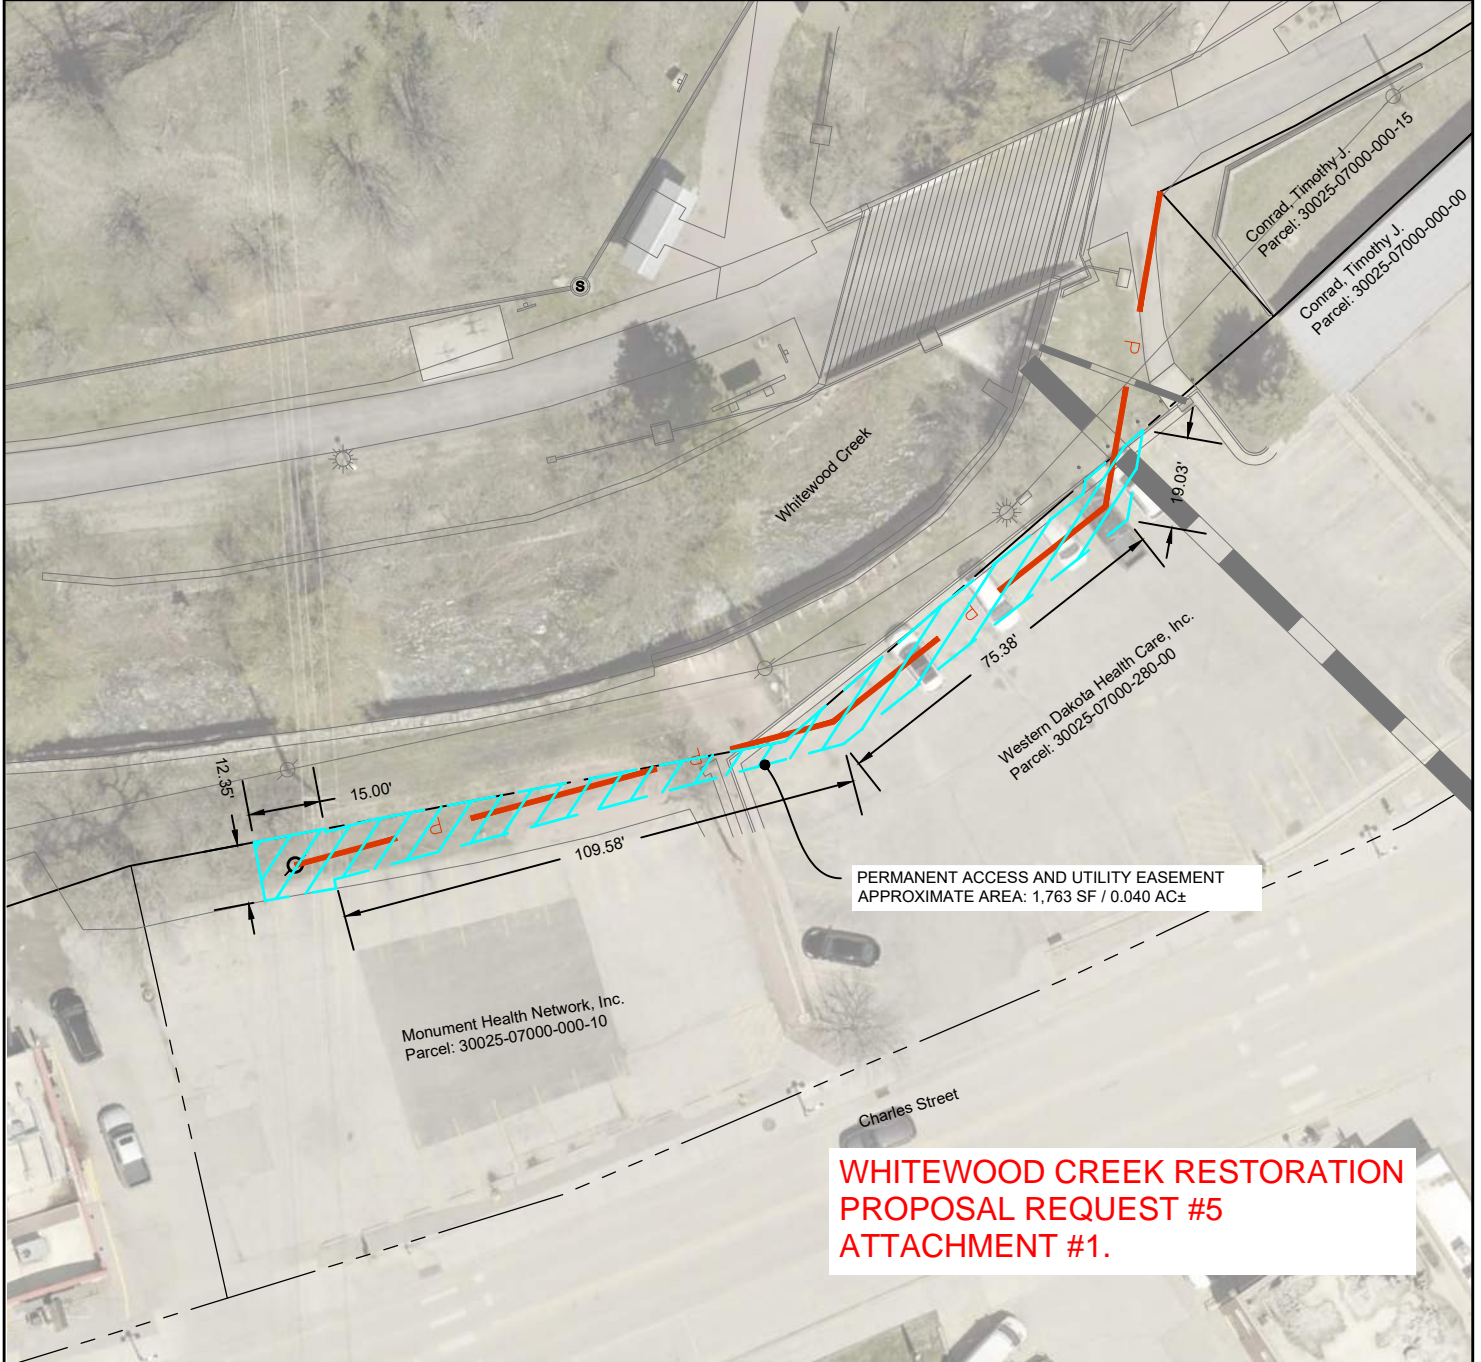 Conrad, Timothy J.
Parcel: 30025-07000-000-15
Conrad, Timothy J.
Parcel: 30025-07000-000-00
S
P
Whitewood Creek
19.03'
P
75.38'
Western Dakota Health Care, Inc.
Parcel: 30025-07000-280-00
P
12.35'
15.00'
P
109.58'
PERMANENT ACCESS AND UTILITY EASEMENT
APPROXIMATE AREA: 1,763 SF / 0.040 AC±
Monument Health Network, Inc.
Parcel: 30025-07000-000-10
Charles Street
WHITEWOOD CREEK RESTORATION
PROPOSAL REQUEST #5
ATTACHMENT #1.